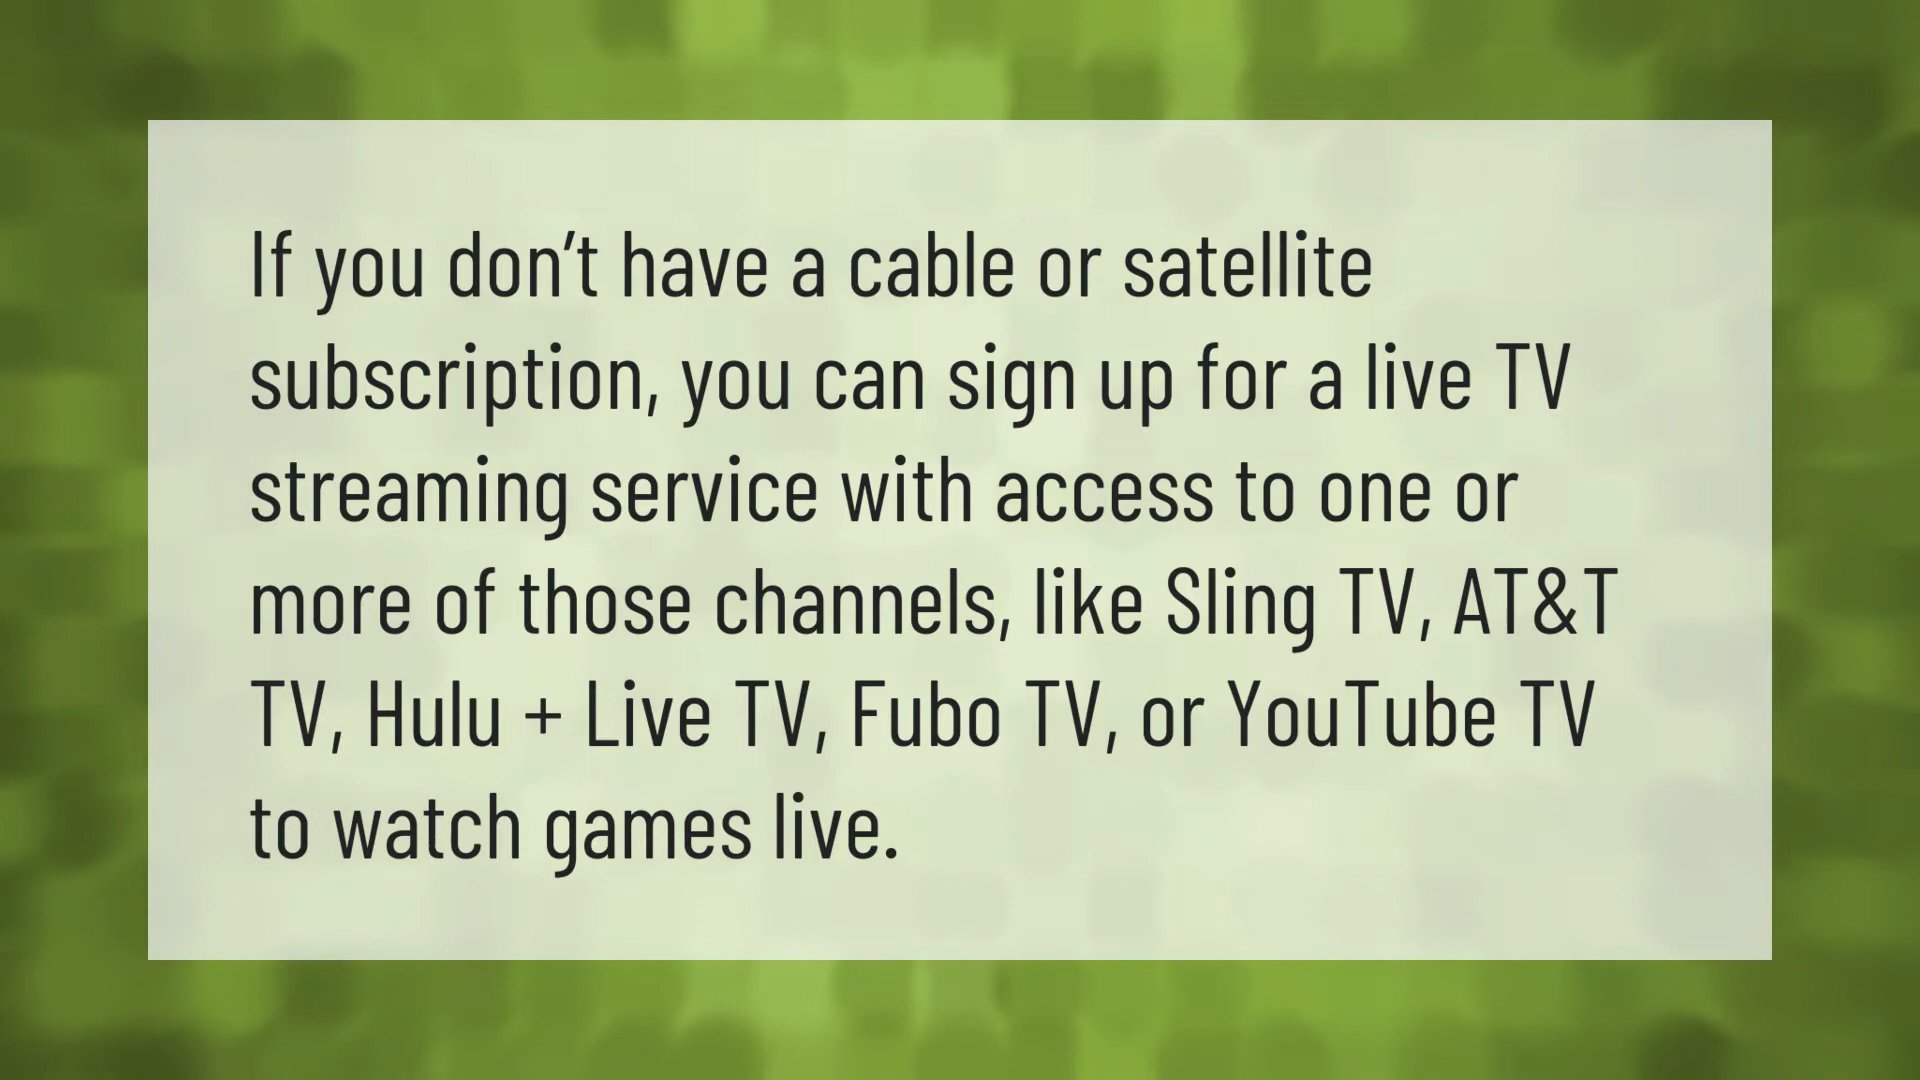 If you don’t have a cable or satellite
subscription, you can sign up for a live TV
streaming service with access to one or
more of those channels, like Sling TV, AT&T
TV, Hulu + Live TV, Fubo TV, or YouTube TV
to watch games live.